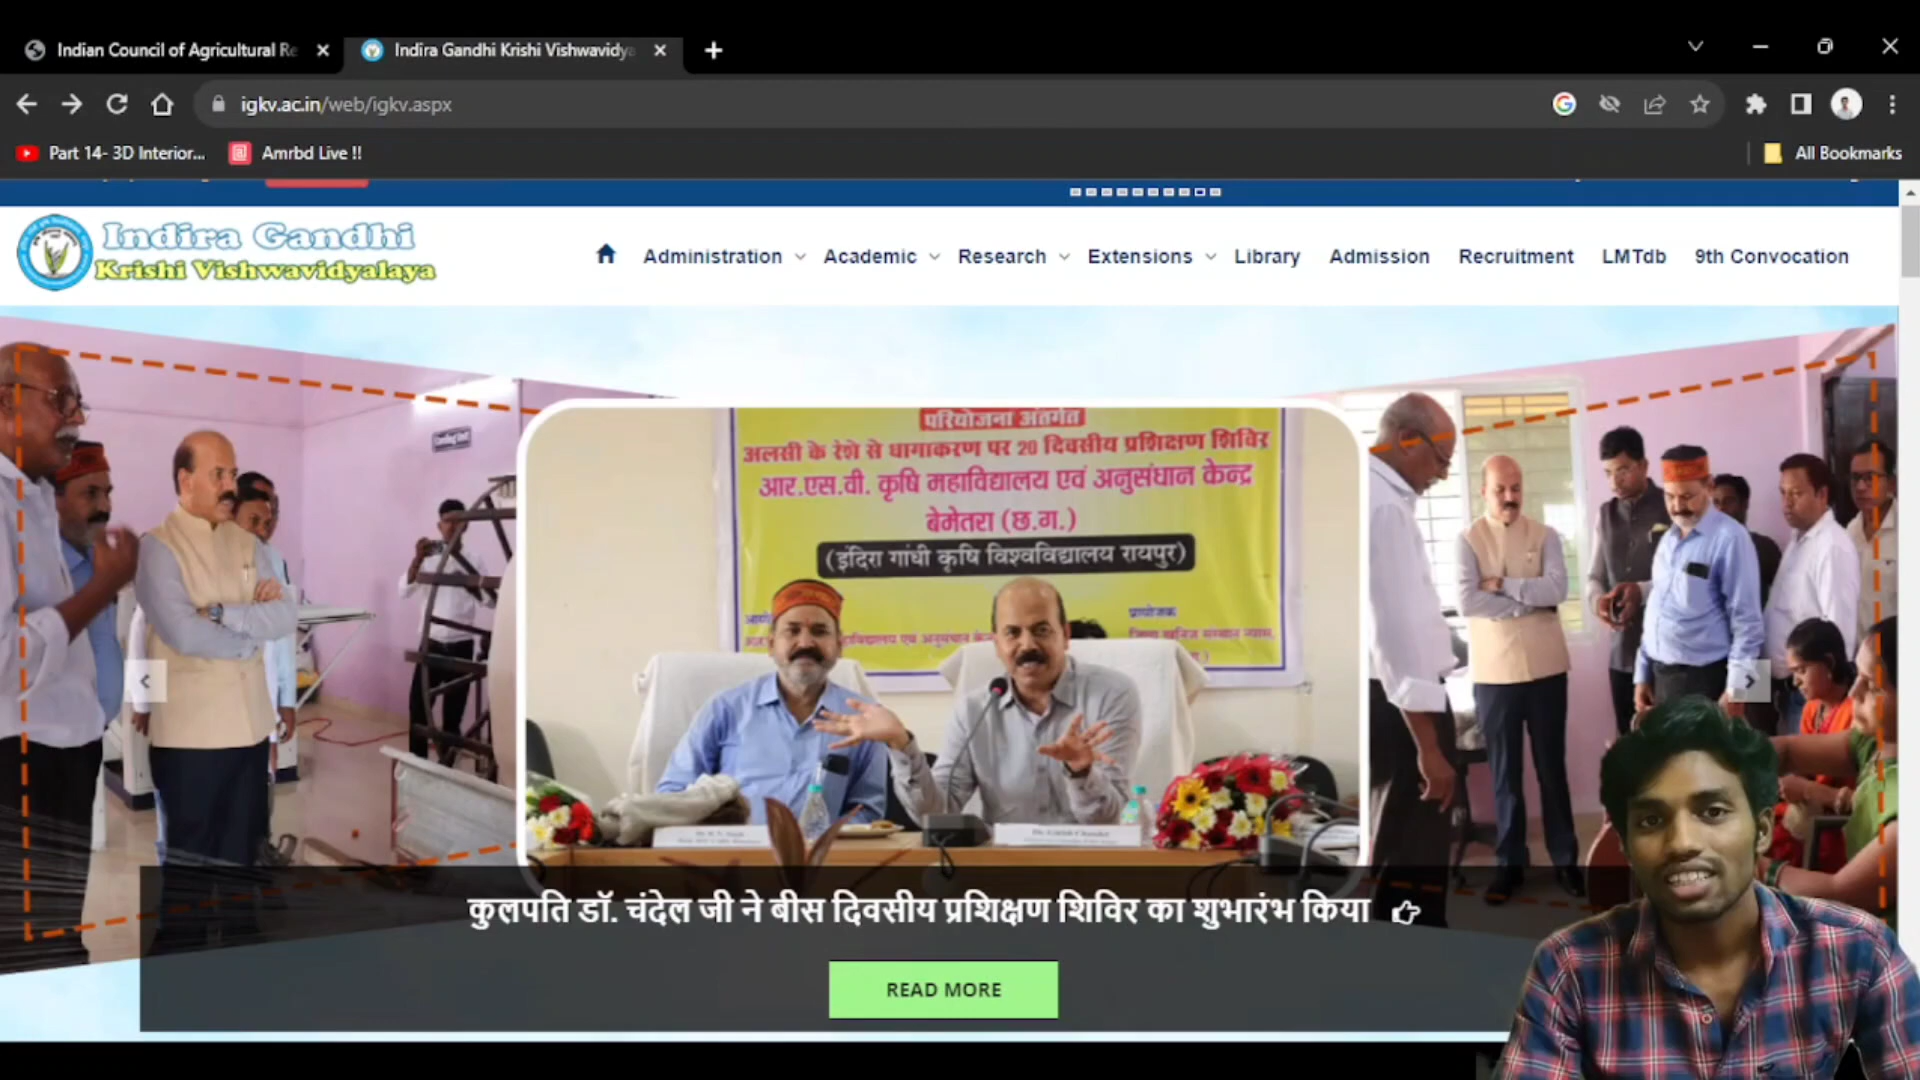 Indian Council of Agricultural Re
Indira Gandhi Krishi Vishwavidya
igkv.ac.in/web/igkv.aspx
Part 14- 3D Interior...
Amrbd Live !!
All Bookmarks
Indira Gandhi
Krishi Vishwavidyalaya
Administration
Academic
Research
Extensions
Library
Admission
Recruitment
LMTdb
9th Convocation
परियोजना अंतर्गत
अलसी के रेशे से धागाकरण पर 20 दिवसीय प्रशिक्षण शिविर
आर.एस.वी. कृषि महाविद्यालय एवं अनुसंधान केन्द्र
बेमेतरा (छ.ग.)
(इंदिरा गांधी कृषि विश्वविद्यालय रायपुर)
प्रायोजक
कुलपति डॉ. चंदेल जी ने बीस दिवसीय प्रशिक्षण शिविर का शुभारंभ किया
READ MORE